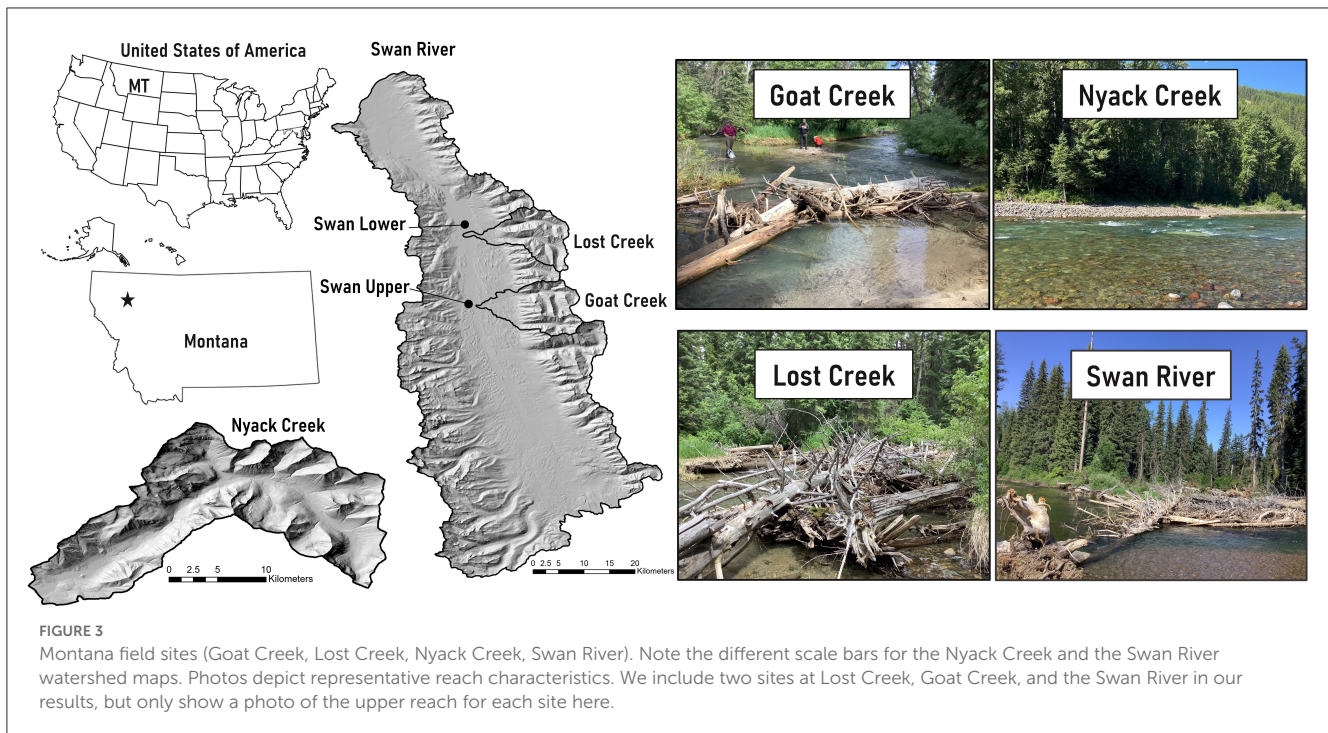 United States of America
MT
Swan River
Swan Lower
Lost Creek
Swan Upper
Goat Creek
Montana
Nyack Creek
0 2.5 5 10
Kilometers
0 2.5 5 10 15 20
Kilometers
Goat Creek
Nyack Creek
Lost Creek
Swan River
FIGURE 3
Montana field sites (Goat Creek, Lost Creek, Nyack Creek, Swan River). Note the different scale bars for the Nyack Creek and the Swan River
watershed maps. Photos depict representative reach characteristics. We include two sites at Lost Creek, Goat Creek, and the Swan River in our
results, but only show a photo of the upper reach for each site here.